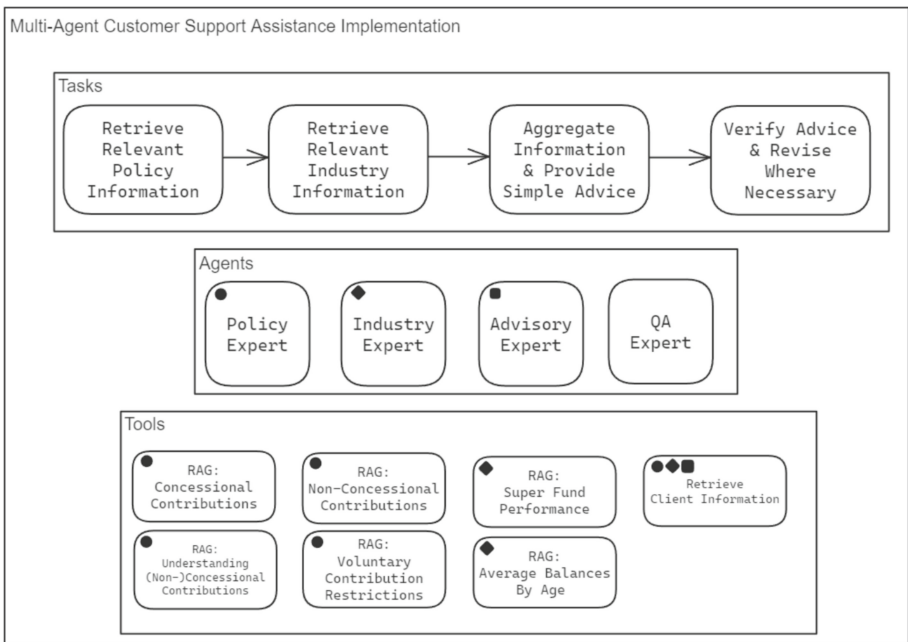 Multi-Agent Customer Support Assistance Implementation
Tasks
Retrieve
Relevant
Policy
Information
Retrieve
Relevant
Industry
Information
Aggregate
Information
& Provide
Simple Advice
Verify Advice
& Revise
Where
Necessary
Agents
Policy
Expert
Industry
Expert
Advisory
Expert
QA
Expert
Tools
RAG:
Concessional
Contributions
RAG:
Non-Concessional
Contributions
RAG:
Super Fund
Performance
Retrieve
Client Information
RAG:
Understanding
(Non-)Concessional
Contributions
RAG:
Voluntary
Contribution
Restrictions
RAG:
Average Balances
By Age